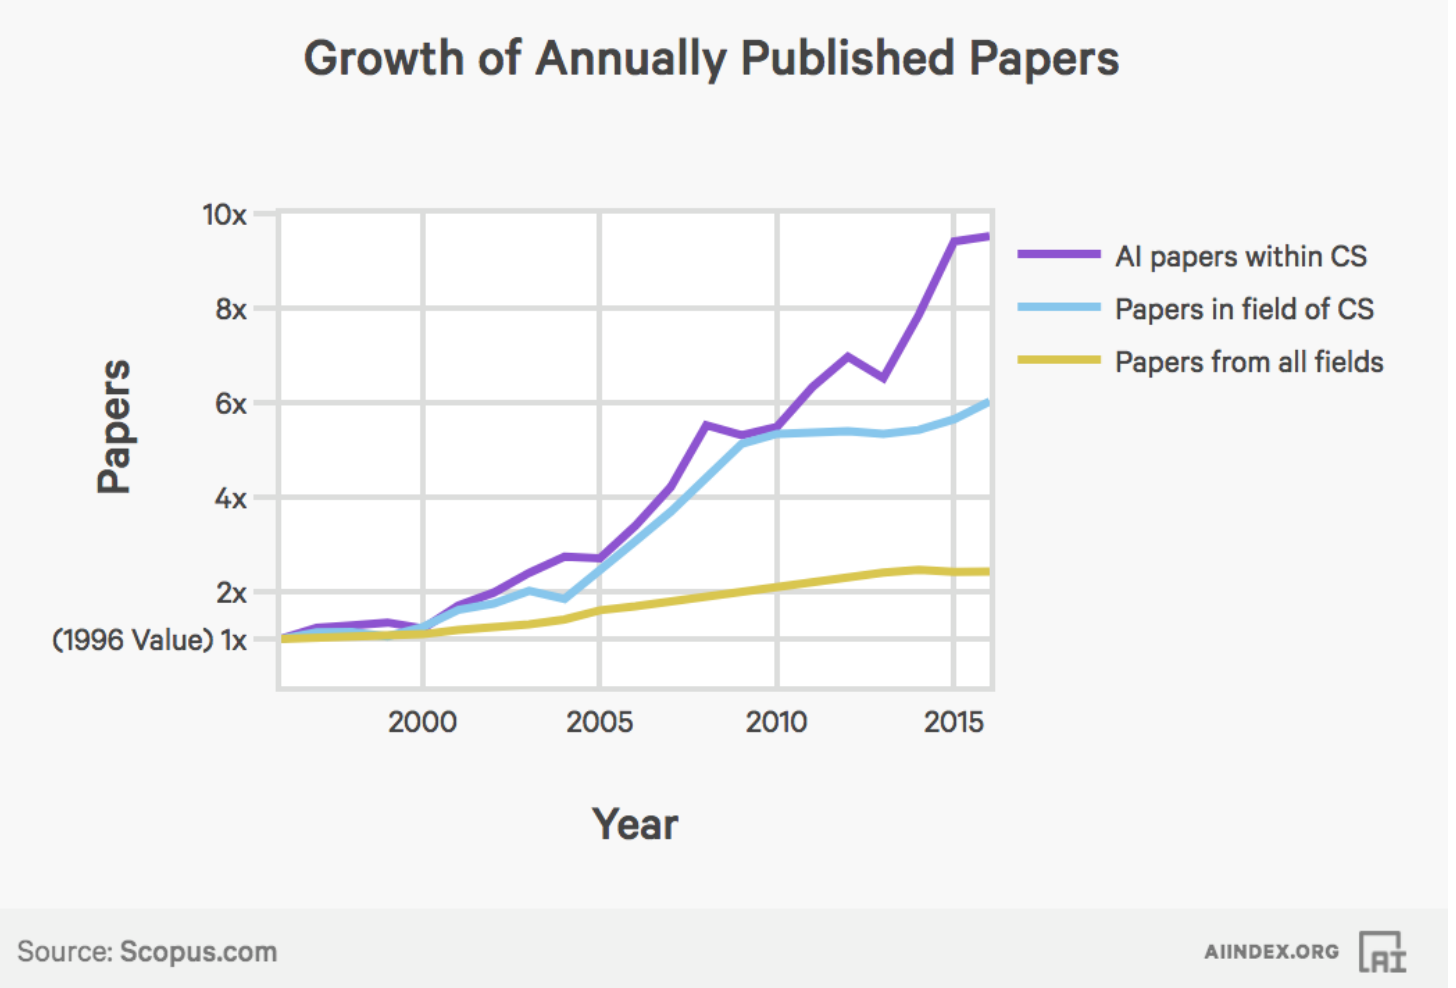 Growth of Annually Published Papers
10x
8x
6x
4x
2x
(1996 Value) 1x
Papers
2000 2005 2010 2015
Year
AI papers within CS
Papers in field of CS
Papers from all fields
Source: Scopus.com
AIINDEX.ORG
AI